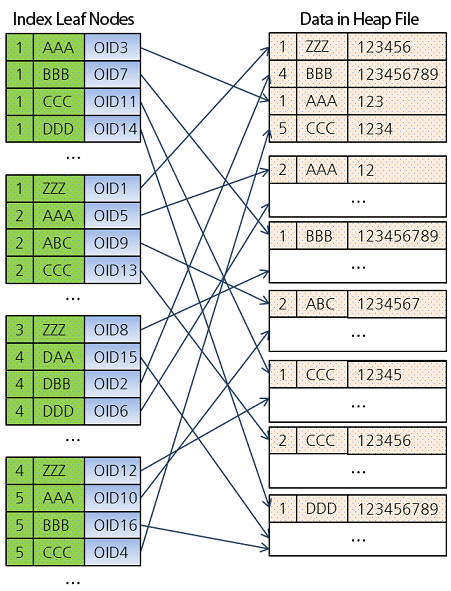 Index Leaf Nodes
1 AAA OID3
1 BBB OID7
1 CCC OID11
1 DDD OID14
...
1 ZZZ OID1
2 AAA OID5
2 ABC OID9
2 CCC OID13
...
3 ZZZ OID8
4 DAA OID15
4 DBB OID2
4 DDD OID6
...
4 ZZZ OID12
5 AAA OID10
5 BBB OID16
5 CCC OID4
...
Data in Heap File
1 ZZZ 123456
4 BBB 123456789
1 AAA 123
5 CCC 1234
2 AAA 12
...
1 BBB 123456789
...
2 ABC 1234567
...
1 CCC 12345
...
2 CCC 123456
...
1 DDD 123456789
...